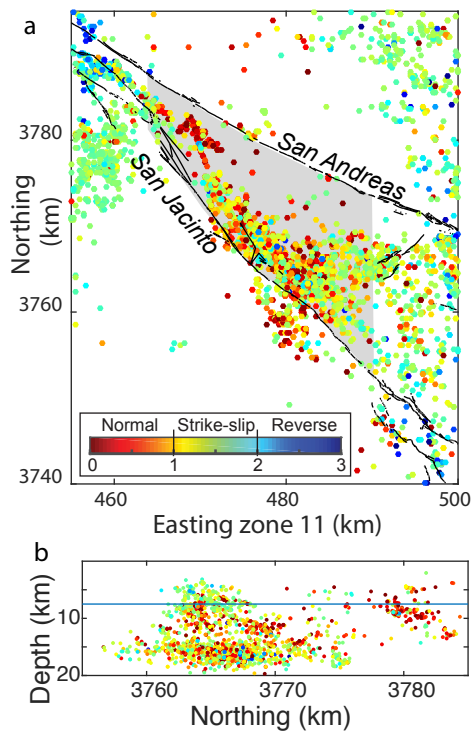 a
3780
3760
3740
Northing
(km)
San Andreas
San Jacinto
Normal Strike-slip Reverse
0 1 2 3
460 480 500
Easting zone 11 (km)
b
Depth (km)
10
20
3760 3770 3780
Northing (km)